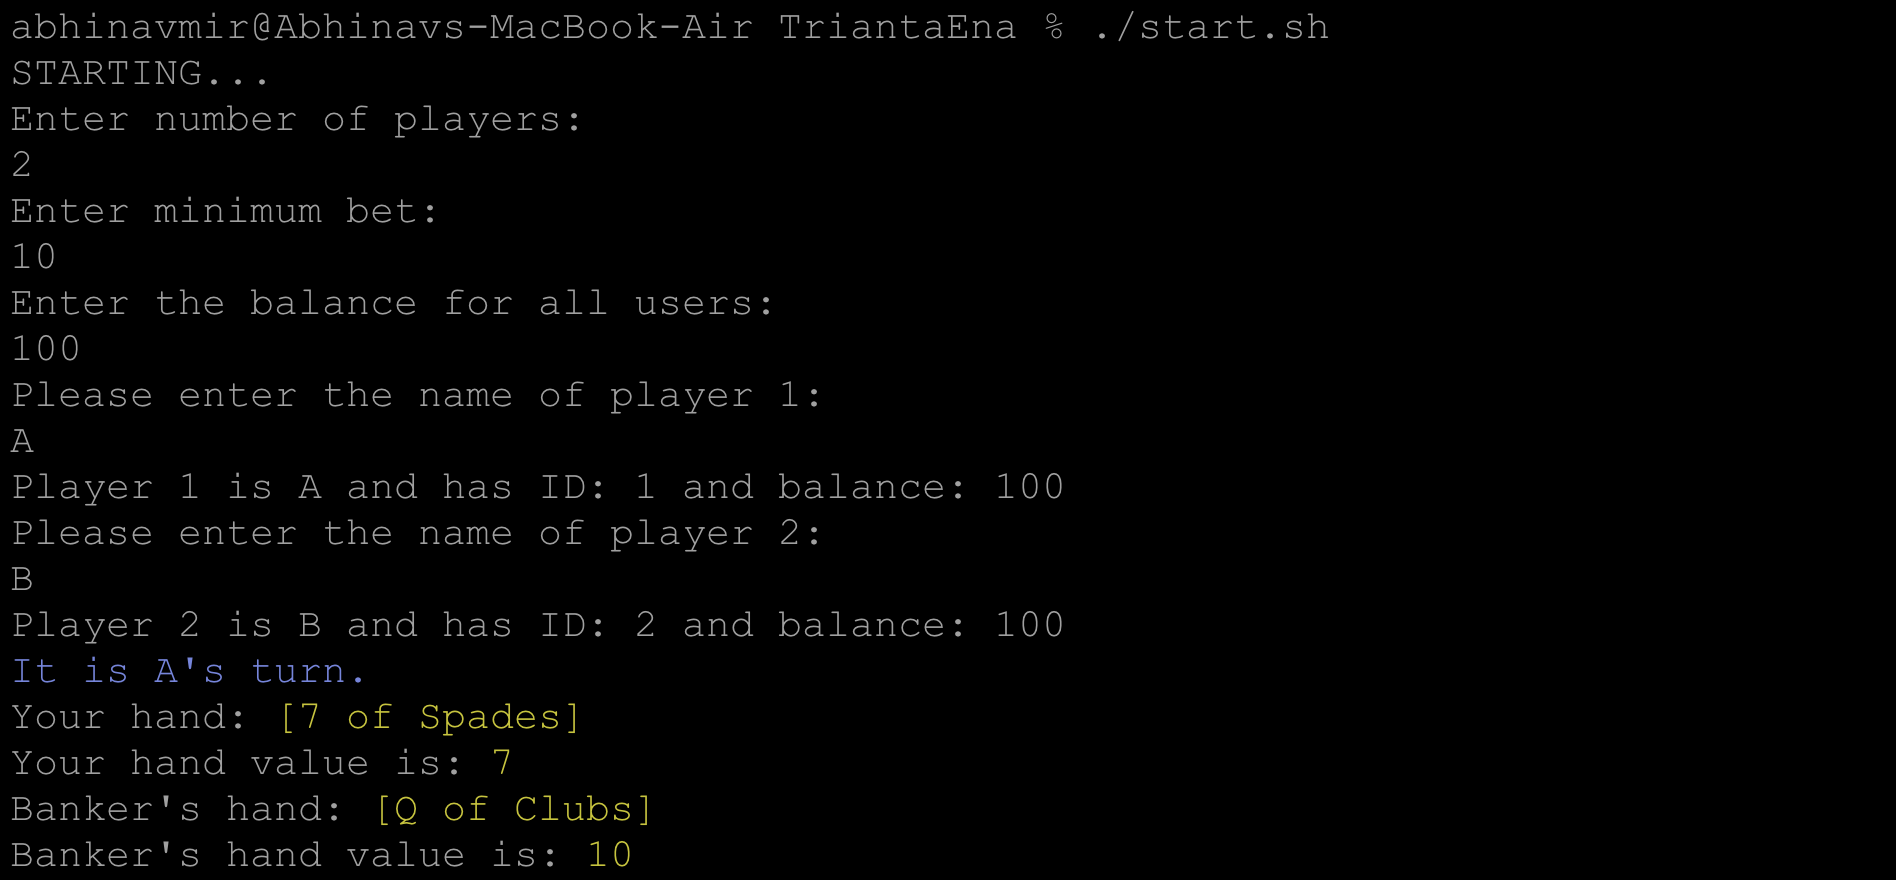 abhinavmir@Abhinavs-MacBook-Air TriantaEna % ./start.sh
STARTING...
Enter number of players:
2
Enter minimum bet:
10
Enter the balance for all users:
100
Please enter the name of player 1:
A
Player 1 is A and has ID: 1 and balance: 100
Please enter the name of player 2:
B
Player 2 is B and has ID: 2 and balance: 100
It is A's turn.
Your hand: [7 of Spades]
Your hand value is: 7
Banker's hand: [Q of Clubs]
Banker's hand value is: 10